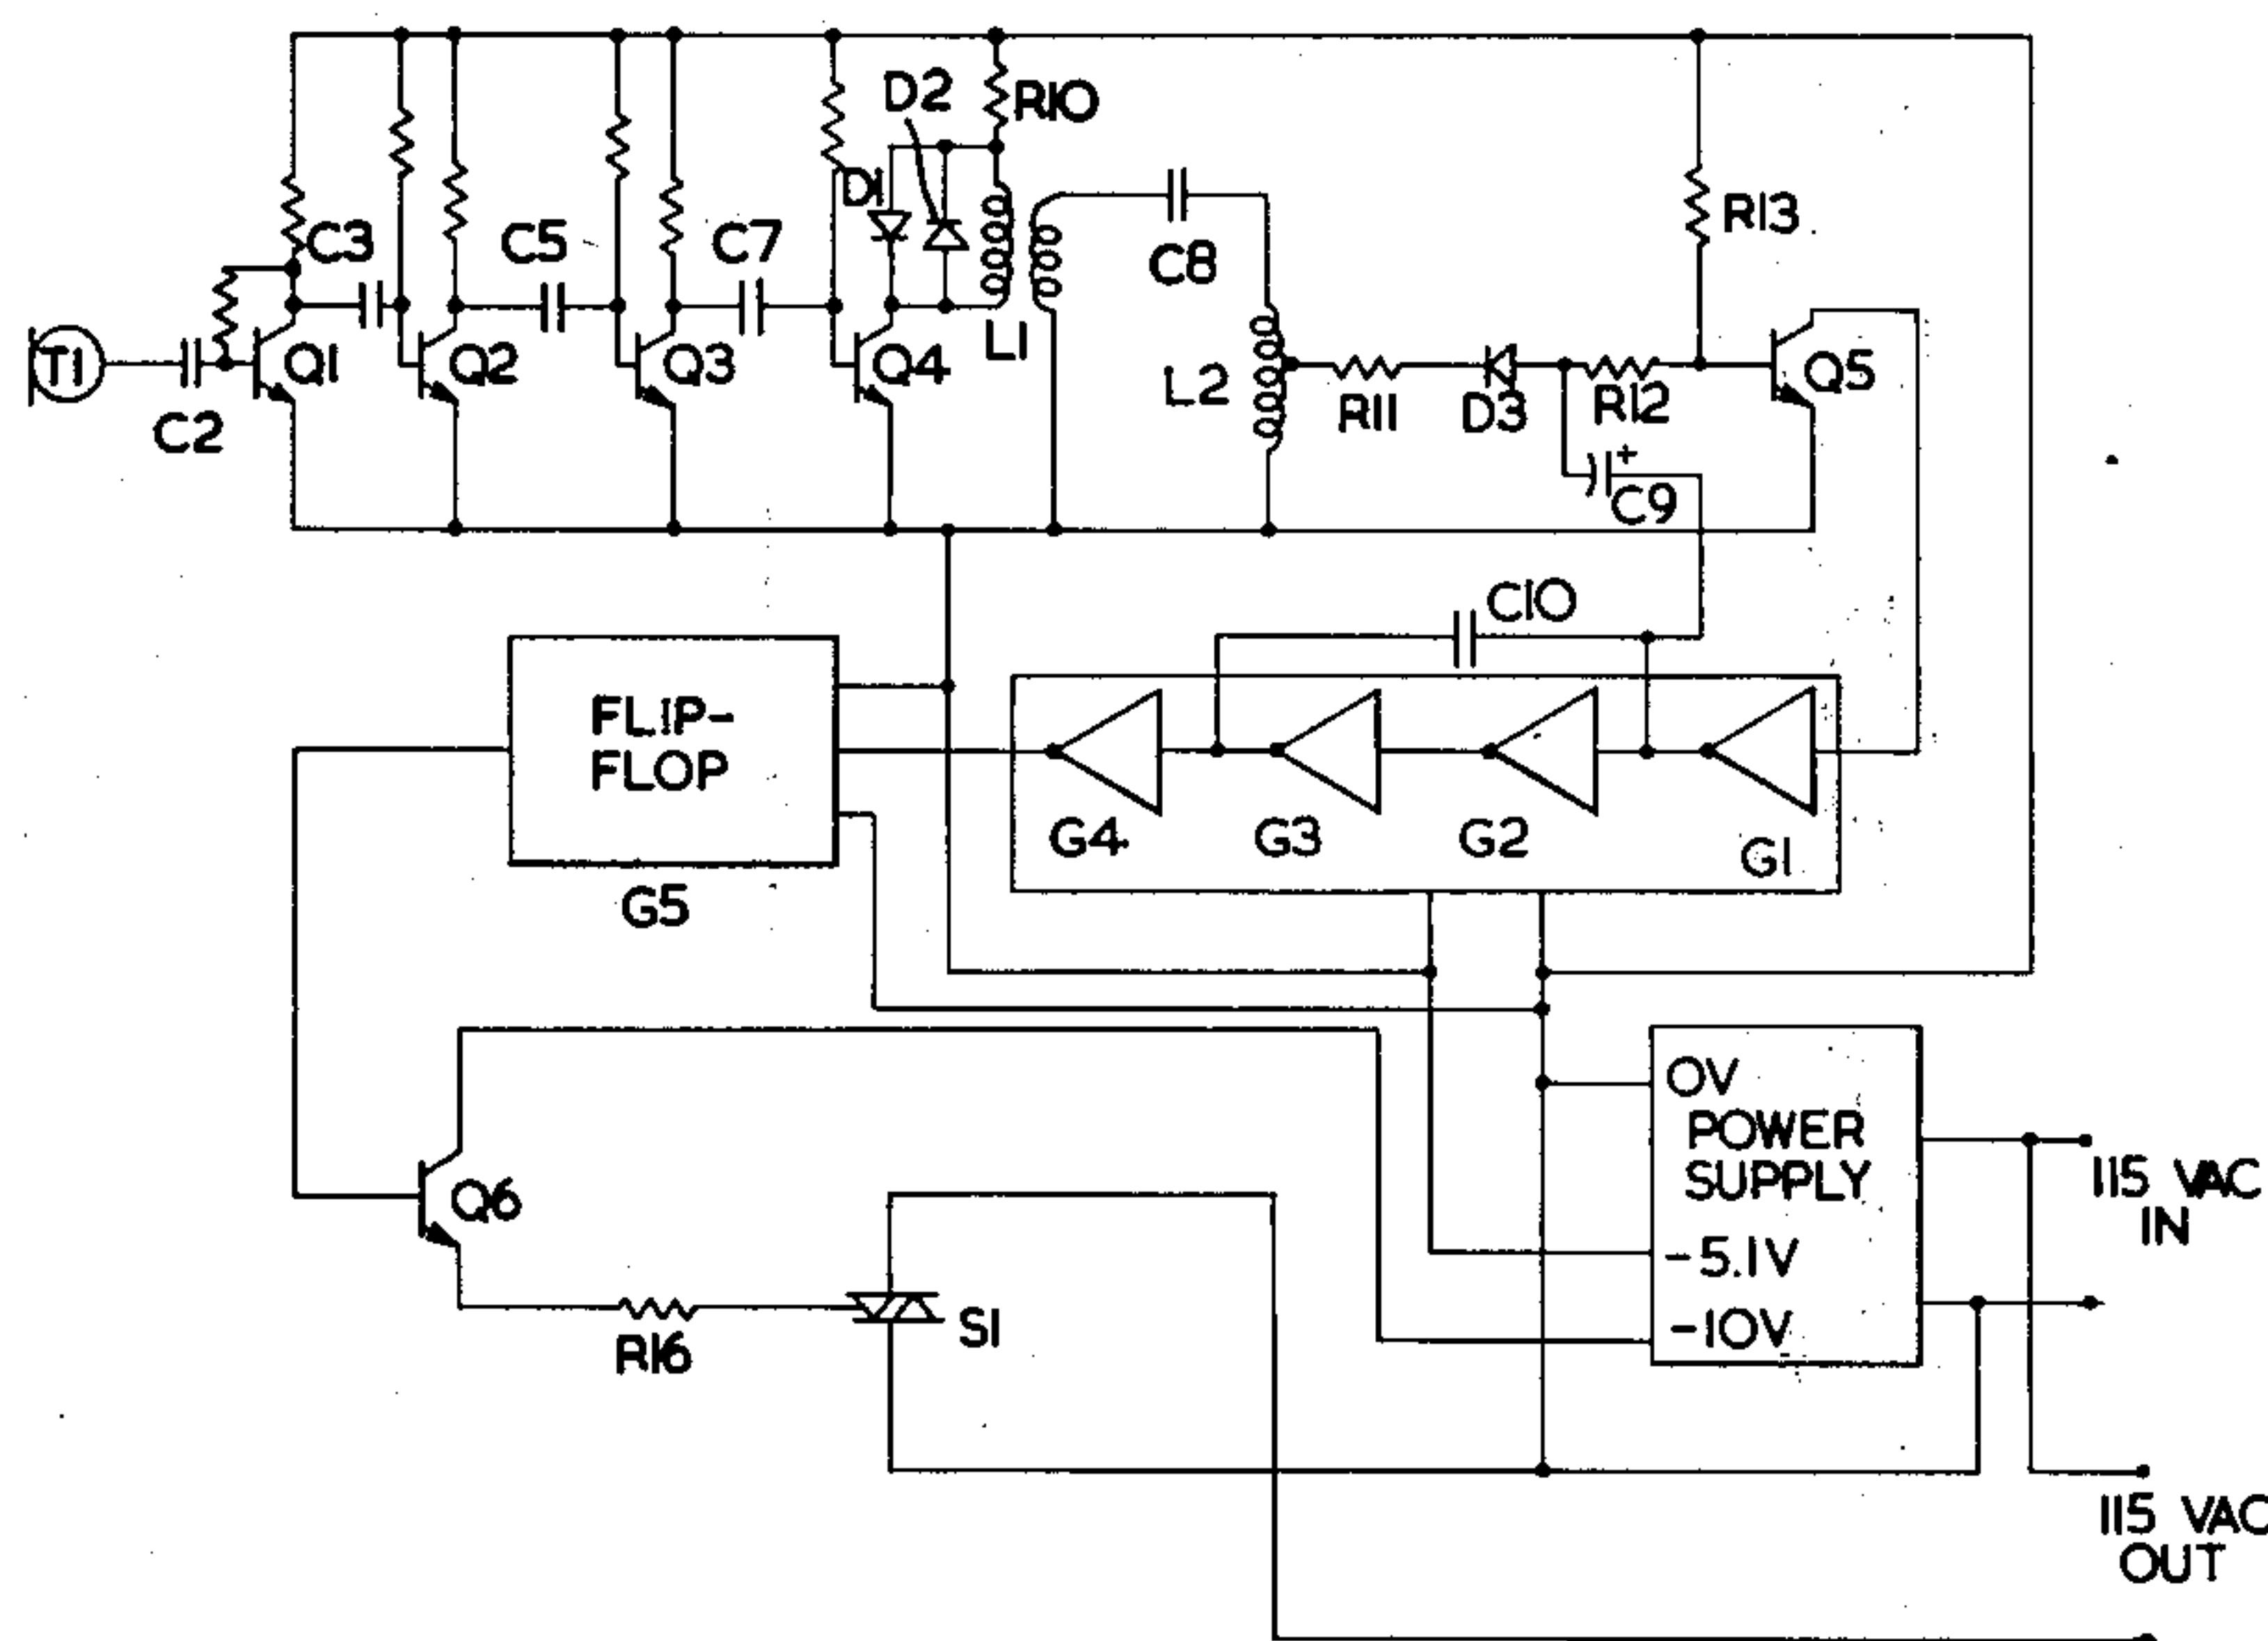 D2
R10
D1
R13
C3
C5
C7
C8
T1
Q1
Q2
Q3
Q4
L1
L2
R11
D3
R12
Q5
C2
+
C9
C10
FLIP-
FLOP
G5
G4
G3
G2
G1
0V
POWER
SUPPLY
-5.1V
-10V
115 VAC
IN
Q6
R16
S1
115 VAC
OUT